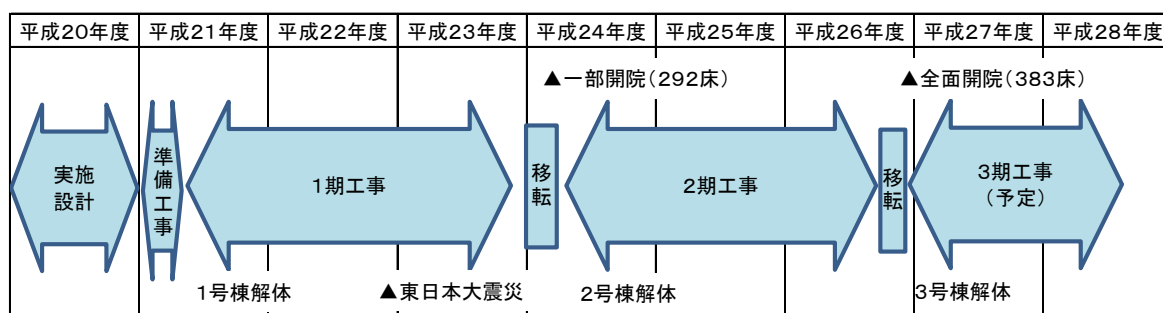 平成20年度 平成21年度 平成22年度 平成23年度 平成24年度 平成25年度 平成26年度 平成27年度 平成28年度
▲一部開院(292床) ▲全面開院(383床)
実施
設計
準備工事
1期工事
移転
2期工事
移転
3期工事
(予定)
1号棟解体 ▲東日本大震災 2号棟解体 3号棟解体